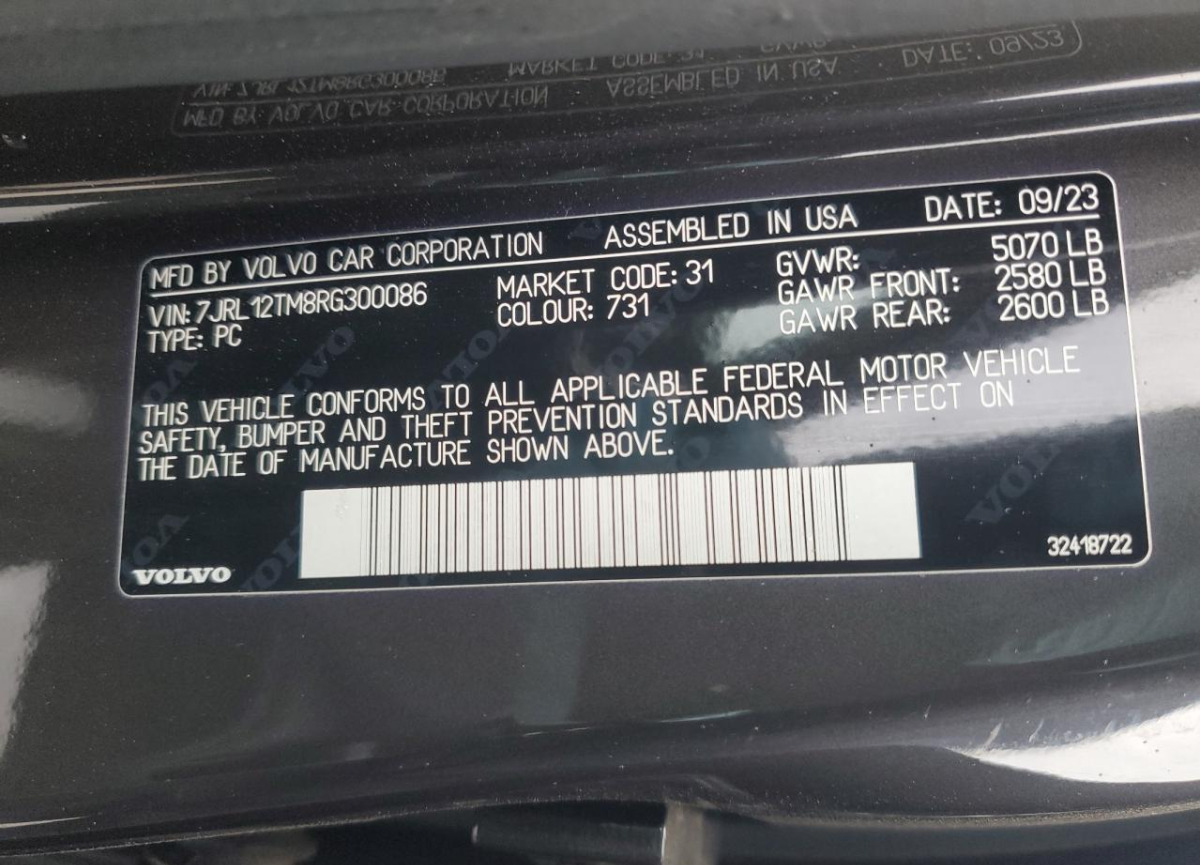 MFD BY VOLVO CAR CORPORATION ASSEMBLED IN USA DATE: 09/23
VIN: 7JRL12TM8RG300086 MARKET CODE: 31 GVWR: 5070 LB
TYPE: PC COLOUR: 731 GAWR FRONT: 2580 LB
GAWR REAR: 2600 LB
THIS VEHICLE CONFORMS TO ALL APPLICABLE FEDERAL MOTOR VEHICLE
SAFETY, BUMPER AND THEFT PREVENTION STANDARDS IN EFFECT ON
THE DATE OF MANUFACTURE SHOWN ABOVE.
VOLVO 32418722